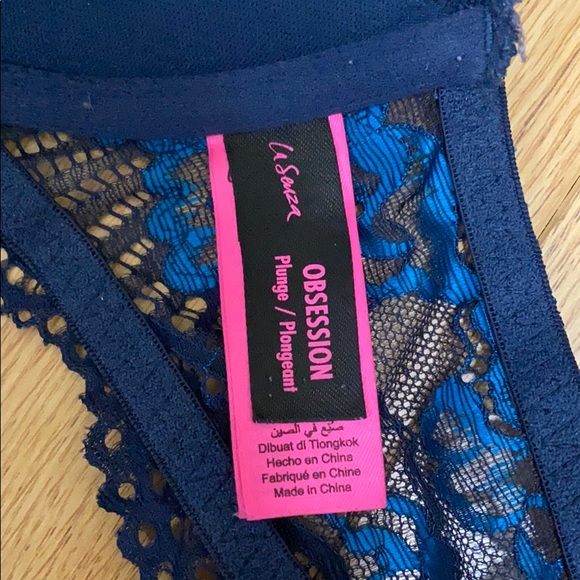 La Senza
OBSESSION
Plunge / Plongeant
صنع في الصين
Dibuat di Tiongkok
Hecho en China
Fabriqué en Chine
Made in China